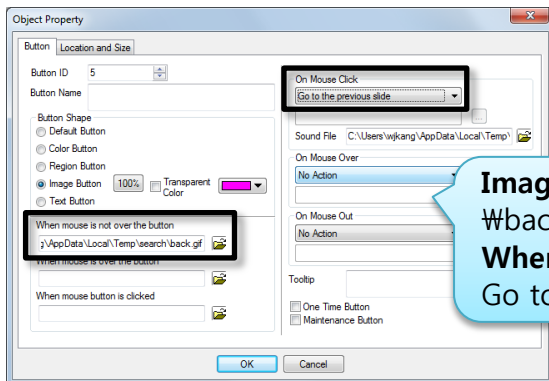 Object Property
Button Location and Size
Button ID 5
Button Name
Button Shape
Default Button
Color Button
Region Button
Image Button 100% Transparent Color
Text Button
When mouse is not over the button
\AppData\Local\Temp\search\back.gif
When mouse is over the button
When mouse button is clicked
On Mouse Click
Go to the previous slide
...
Sound File C:\Users\wjkang\AppData\Local\Temp\
On Mouse Over
No Action
On Mouse Out
No Action
Tooltip
One Time Button
Maintenance Button
OK Cancel
Imag
₩bac
When
Go to